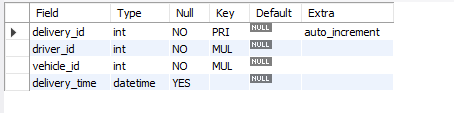 Field Type Null Key Default Extra
delivery_id int NO PRI NULL auto_increment
driver_id int NO MUL NULL
vehicle_id int NO MUL NULL
delivery_time datetime YES NULL